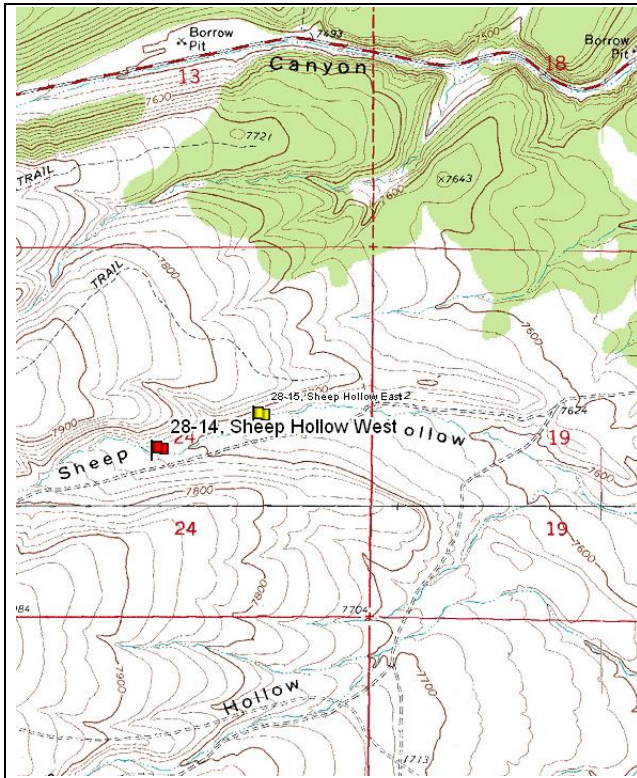 Borrow
Pit
7493
7600
18
Borrow
Pit
13
Canyon
7600
7721
TRAIL
7600
7643
TRAIL
7800
7600
28-15, Sheep Hollow East
7624
28-14, Sheep Hollow West
ollow
7900
24
19
Sheep
7600
7800
24
19
7600
7800
984
7704
7900
7700
Hollow
1713